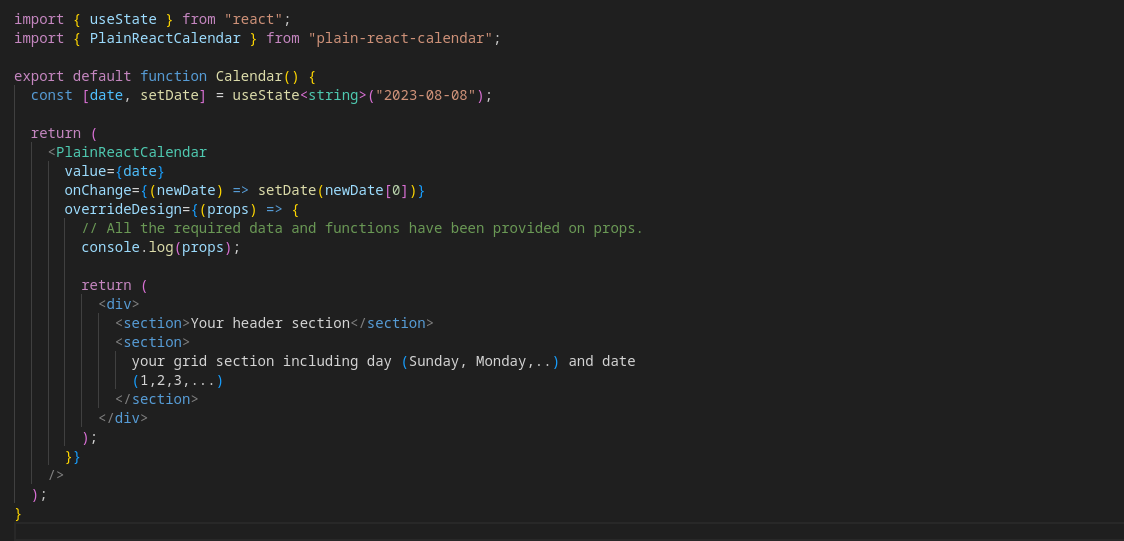 import { useState } from "react";
import { PlainReactCalendar } from "plain-react-calendar";

export default function Calendar() {
  const [date, setDate] = useState<string>("2023-08-08");

  return (
    <PlainReactCalendar
      value={date}
      onChange={(newDate) => setDate(newDate[0])}
      overrideDesign={(props) => {
        // All the required data and functions have been provided on props.
        console.log(props);

        return (
          <div>
            <section>Your header section</section>
            <section>
              your grid section including day (Sunday, Monday,..) and date
              (1,2,3,...)
            </section>
          </div>
        );
      }}
    />
  );
}